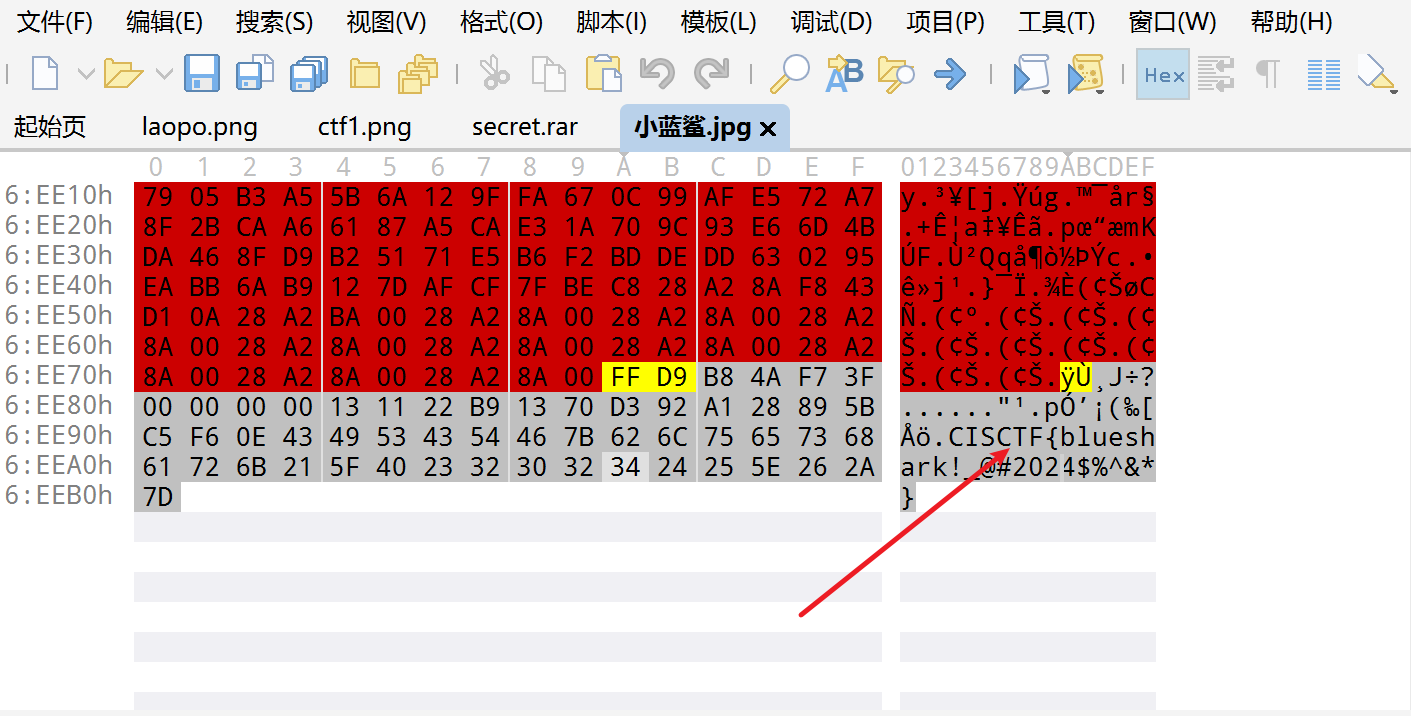 文件(F) 编辑(E) 搜索(S) 视图(V) 格式(O) 脚本(I) 模板(L) 调试(D) 项目(P) 工具(T) 窗口(W) 帮助(H)
Hex
起始页 laopo.png ctf1.png secret.rar 小蓝鲨.jpg ×
0 1 2 3 4 5 6 7 8 9 A B C D E F 0123456789ABCDEF
6:EE10h 79 05 B3 A5 5B 6A 12 9F FA 67 0C 99 AF E5 72 A7 y.³¥[j.Ÿúg.™¯år§
6:EE20h 8F 2B CA A6 61 87 A5 CA E3 1A 70 9C 93 E6 6D 4B .+Ê¦a‡¥Êã.pœ“æmK
6:EE30h DA 46 8F D9 B2 51 71 E5 B6 F2 BD DE DD 63 02 95 ÚF.Ù²Qqå¶ò½ÞÝc.•
6:EE40h EA BB 6A B9 12 7D AF CF 7F BE C8 28 A2 8A F8 43 ê»j¹.}¯Ï.¾È(¢ŠøC
6:EE50h D1 0A 28 A2 BA 00 28 A2 8A 00 28 A2 8A 00 28 A2 Ñ.(¢º.(¢Š.(¢Š.(¢
6:EE60h 8A 00 28 A2 8A 00 28 A2 8A 00 28 A2 8A 00 28 A2 Š.(¢Š.(¢Š.(¢Š.(¢
6:EE70h 8A 00 28 A2 8A 00 28 A2 8A 00 FF D9 B8 4A F7 3F Š.(¢Š.(¢Š.ÿÙ¸J÷?
6:EE80h 00 00 00 00 13 11 22 B9 13 70 D3 92 A1 28 89 5B ......"¹.pÓ’¡(‰[
6:EE90h C5 F6 0E 43 49 53 43 54 46 7B 62 6C 75 65 73 68 Åö.CISCTF{bluesh
6:EEA0h 61 72 6B 21 5F 40 23 32 30 32 34 24 25 5E 26 2A ark!_@#2024$%^&*
6:EEB0h 7D }